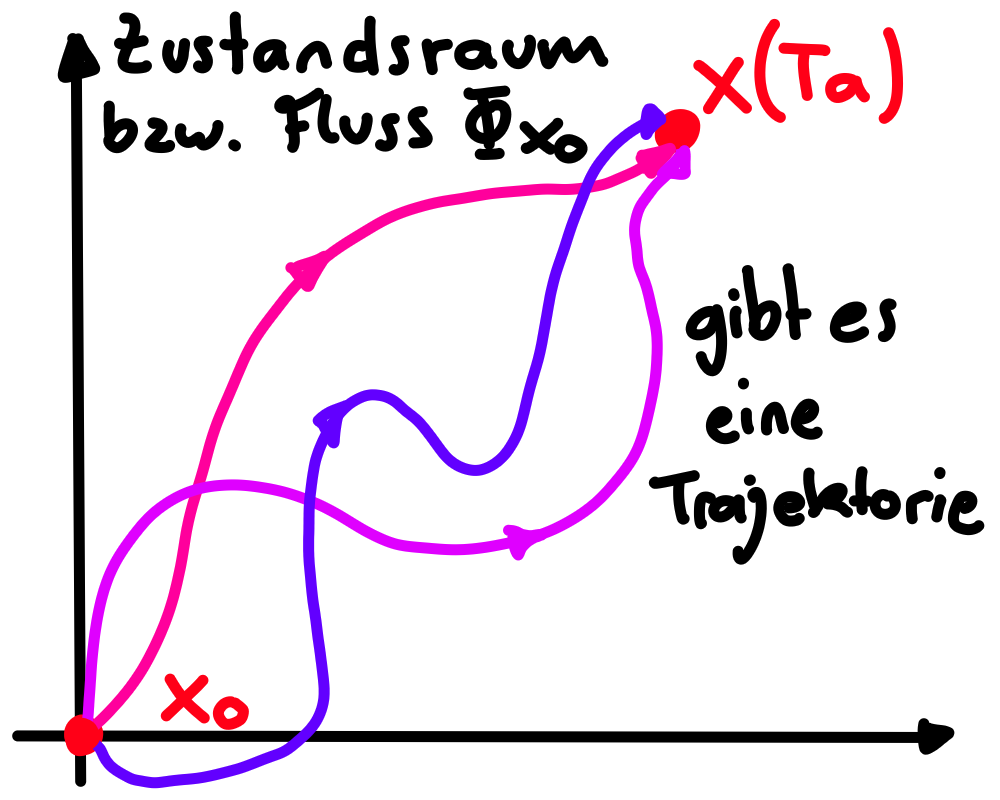 Zustandsraum
bzw. Fluss Φx₀
x(Ta)
gibt es
eine
Trajektorie
x₀